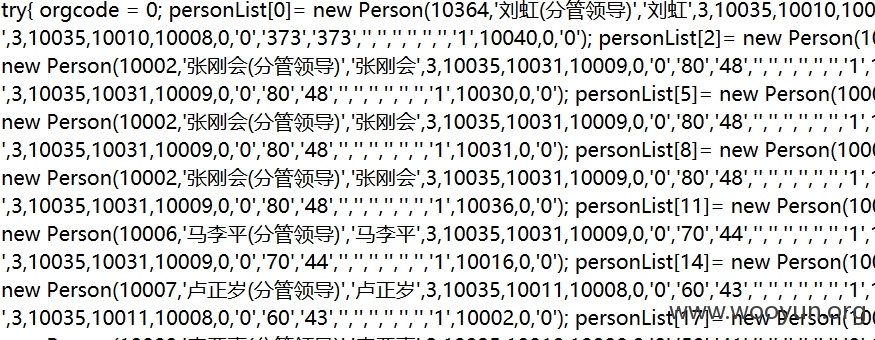 try{ orgcode = 0; personList[0]= new Person(10364,'刘虹(分管领导)','刘虹',3,10035,10010,100
',3,10035,10010,10008,0,'0','373','373','','','','','','','1',10040,0,'0'); personList[2]= new Person(10
new Person(10002,'张刚会(分管领导)','张刚会',3,10035,10031,10009,0,'0','80','48','','','','','','','1',1
',3,10035,10031,10009,0,'0','80','48','','','','','','','1',10030,0,'0'); personList[5]= new Person(1000
new Person(10002,'张刚会(分管领导)','张刚会',3,10035,10031,10009,0,'0','80','48','','','','','','','1',1
',3,10035,10031,10009,0,'0','80','48','','','','','','','1',10031,0,'0'); personList[8]= new Person(1000
new Person(10002,'张刚会(分管领导)','张刚会',3,10035,10031,10009,0,'0','80','48','','','','','','','1',1
',3,10035,10031,10009,0,'0','80','48','','','','','','','1',10036,0,'0'); personList[11]= new Person(100
new Person(10006,'马李平(分管领导)','马李平',3,10035,10031,10009,0,'0','70','44','','','','','','','1',1
',3,10035,10031,10009,0,'0','70','44','','','','','','','1',10016,0,'0'); personList[14]= new Person(100
new Person(10007,'卢正岁(分管领导)','卢正岁',3,10035,10011,10008,0,'0','60','43','','','','','','','1',1
',3,10035,10011,10008,0,'0','60','43','','','','','','','1',10002,0,'0'); personList[17]= new Person(100
www.wooyun.org